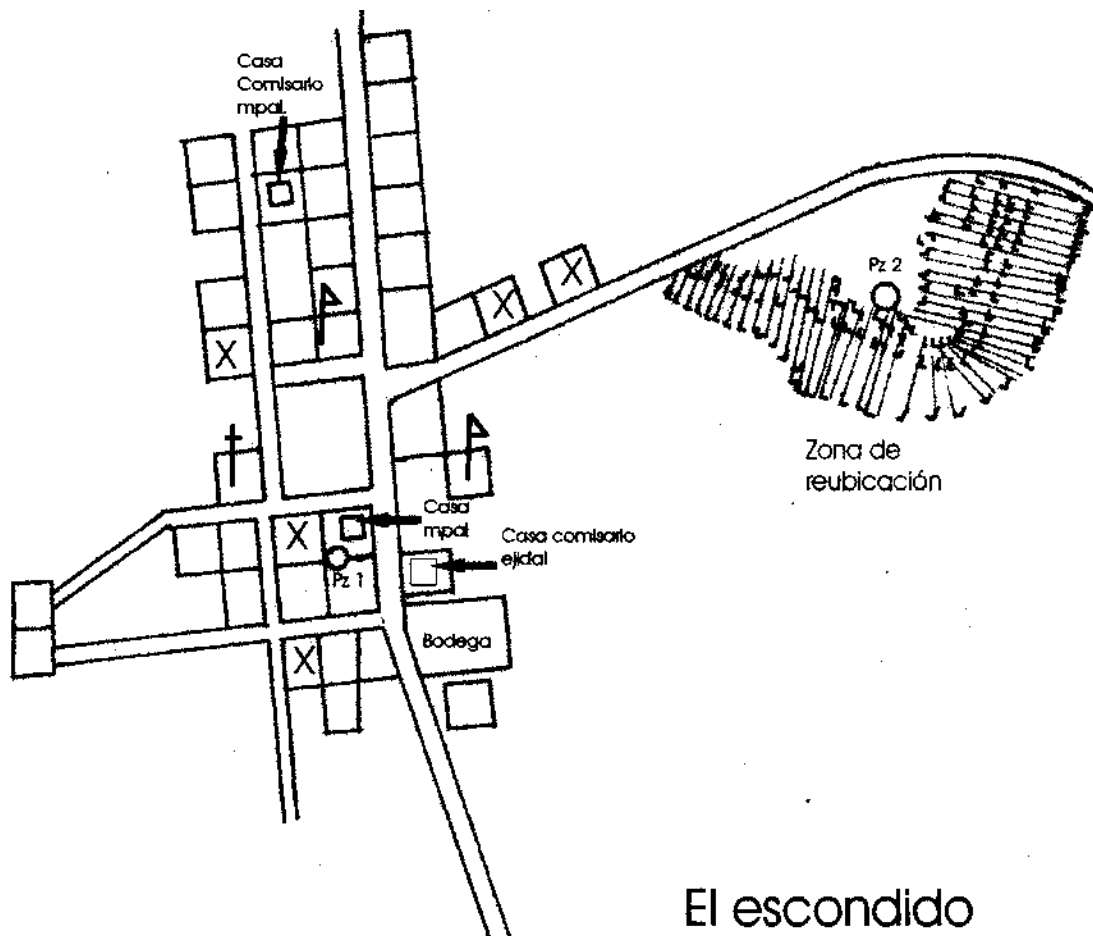 Casa
Comisario
mpal.
Pz 2
Zona de
reubicación
Casa
mpal
Casa comisario
ejidal
Pz 1
Bodega
El escondido